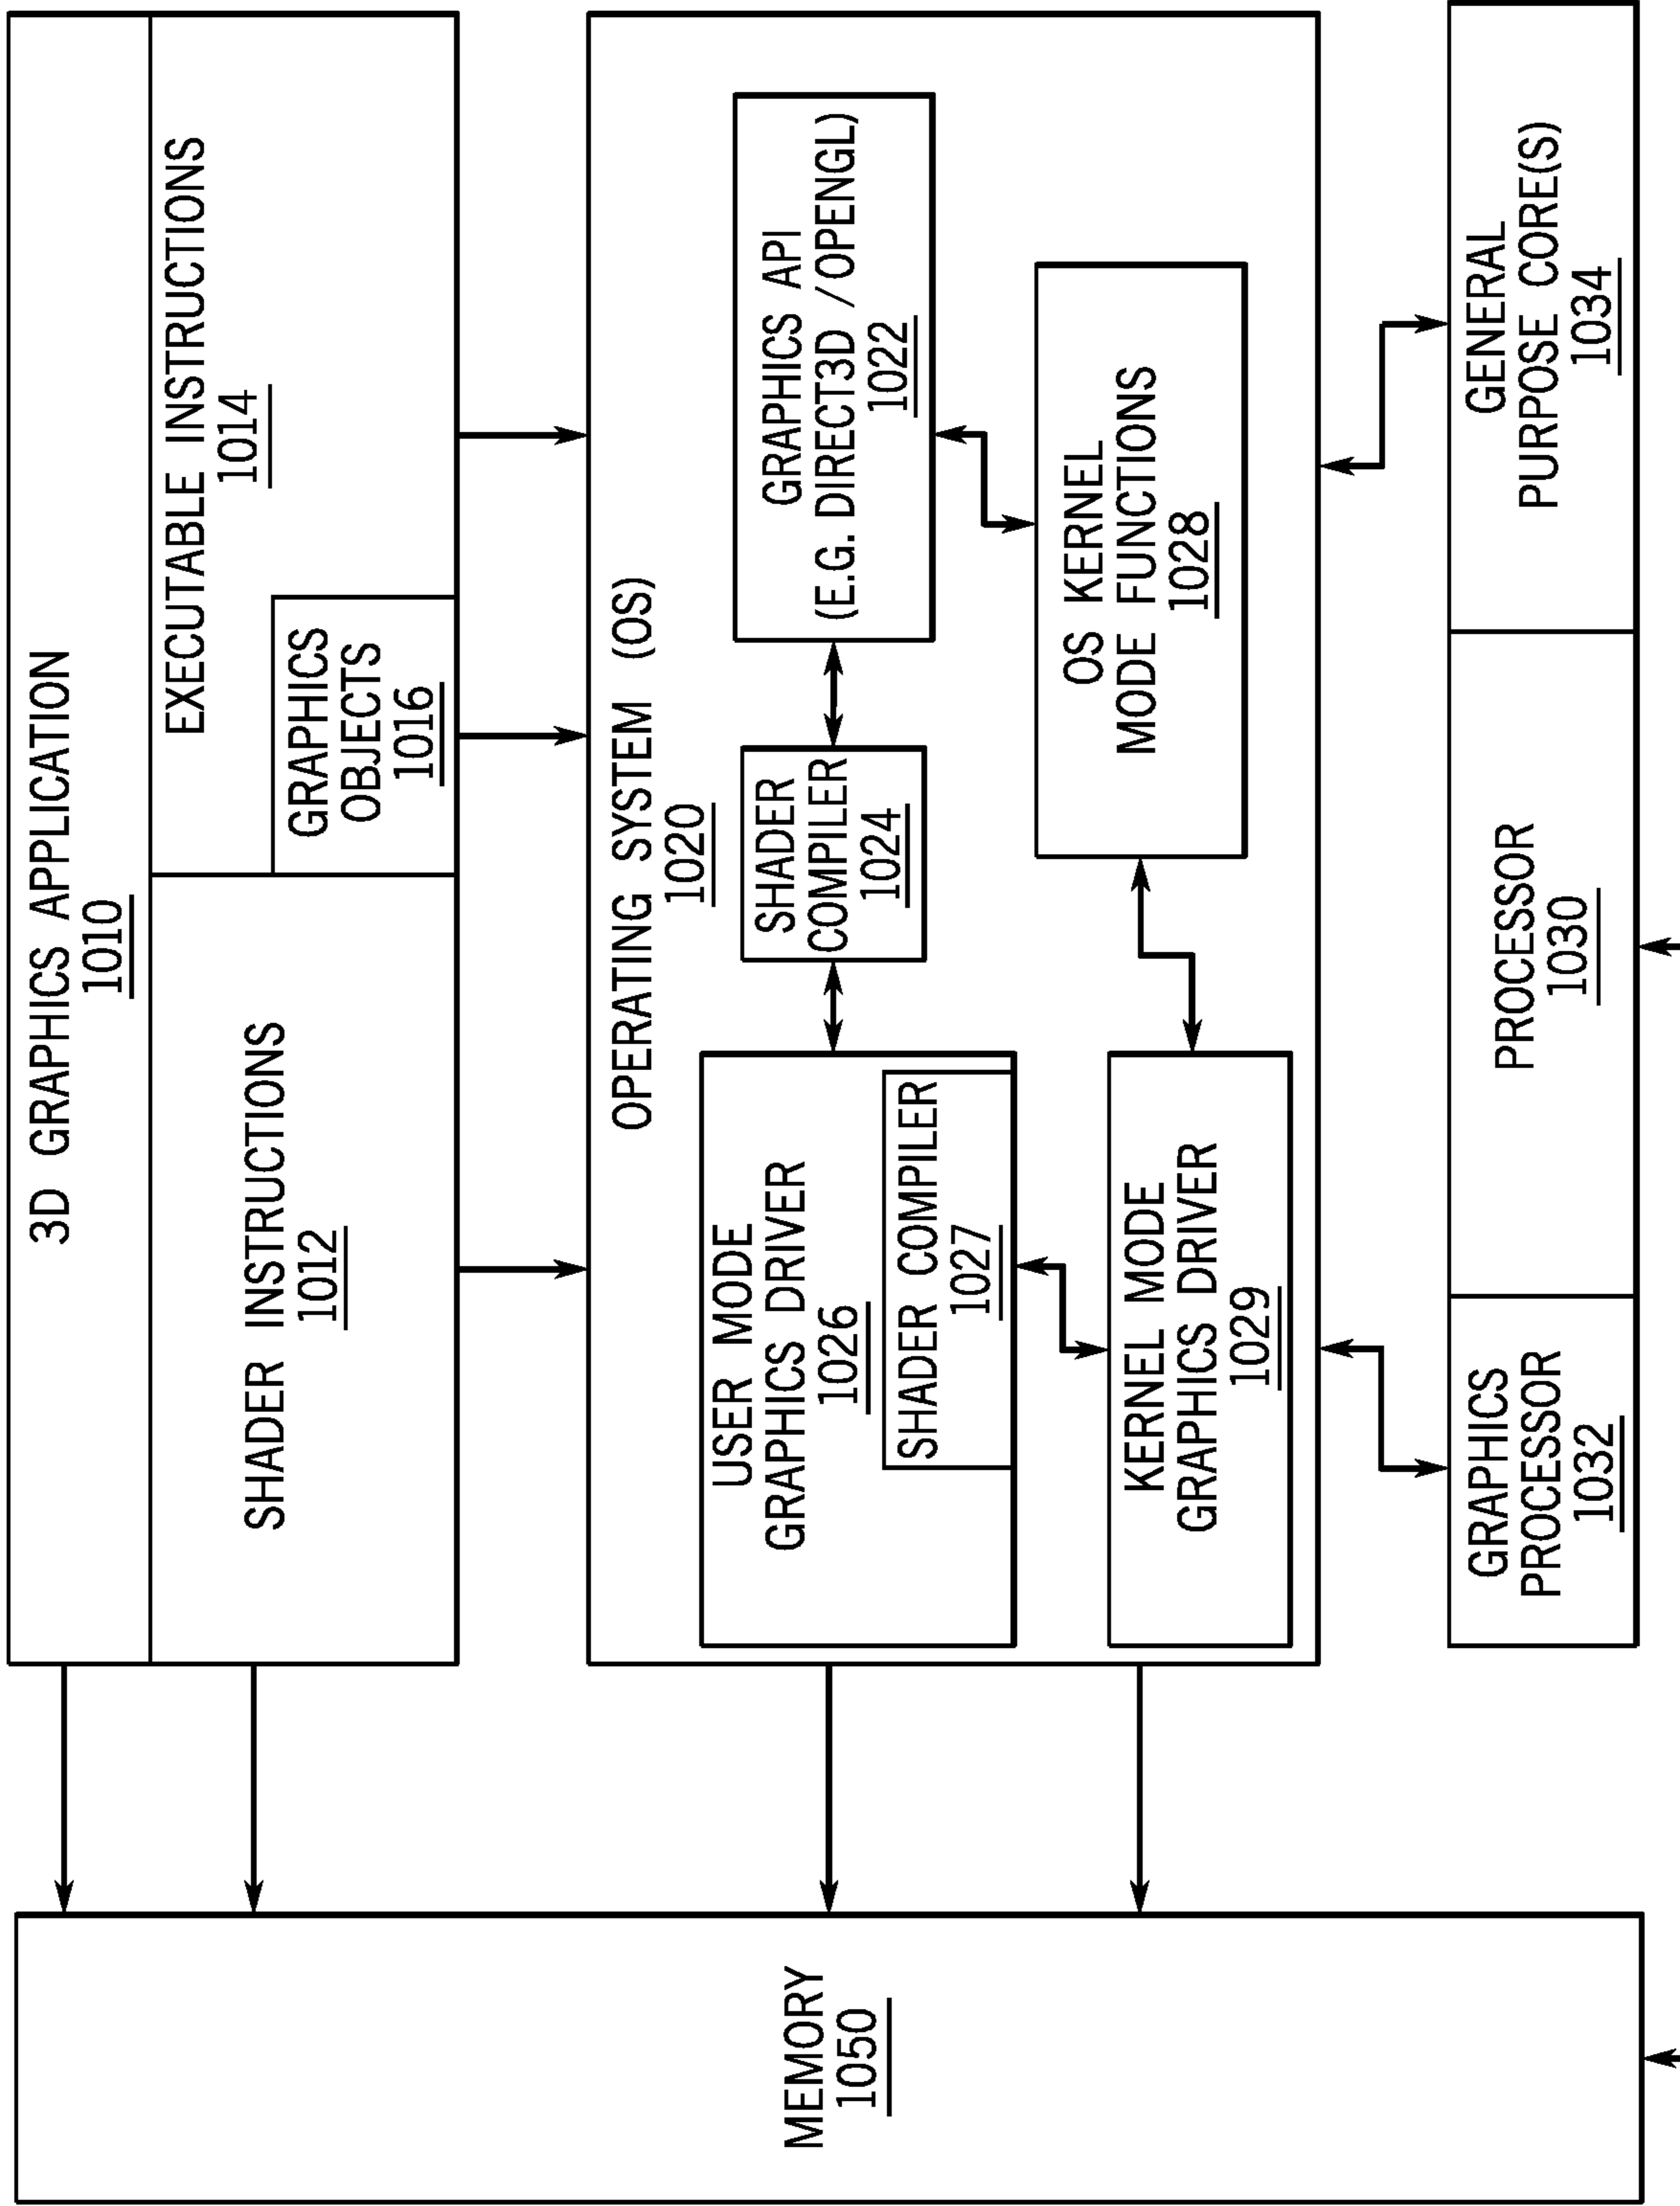 3D GRAPHICS APPLICATION
1010
SHADER INSTRUCTIONS
1012
EXECUTABLE INSTRUCTIONS
1014
GRAPHICS
OBJECTS
1016
OPERATING SYSTEM (OS)
1020
USER MODE
GRAPHICS DRIVER
1026
SHADER COMPILER
1027
SHADER
COMPILER
1024
GRAPHICS API
(E.G. DIRECT3D /OPENGL)
1022
KERNEL MODE
GRAPHICS DRIVER
1029
OS KERNEL
MODE FUNCTIONS
1028
GRAPHICS
PROCESSOR
1032
PROCESSOR
1030
GENERAL
PURPOSE CORE(S)
1034
MEMORY
1050